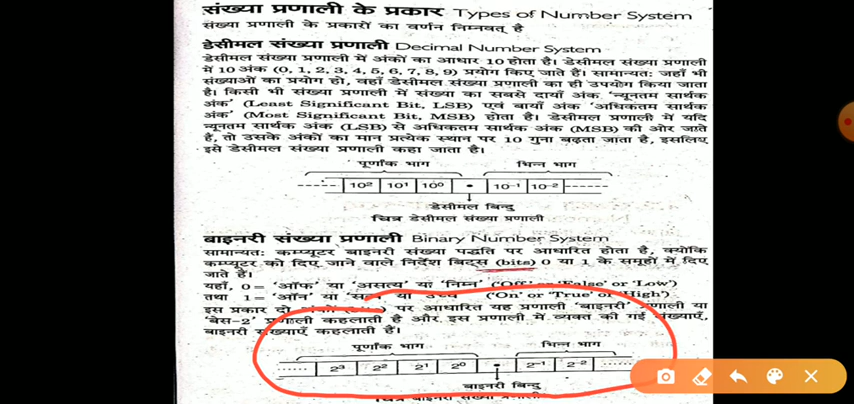 संख्या प्रणाली के प्रकार Types of Number System
संख्या प्रणाली के प्रकारों का वर्णन निम्नवत् है
डेसीमल संख्या प्रणाली Decimal Number System
डेसीमल संख्या प्रणाली में अंकों का आधार 10 होता है। डेसीमल संख्या प्रणाली
में 10 अंक (0, 1, 2, 3, 4, 5, 6, 7, 8, 9) प्रयोग किए जाते हैं। सामान्यतः जहाँ भी
संख्याओं का प्रयोग हो, वहाँ डेसीमल संख्या प्रणाली का ही उपयोग किया जाता
है। किसी भी संख्या प्रणाली में संख्या का सबसे दायाँ अंक 'न्यूनतम सार्थक
अंक' (Least Significant Bit, LSB) एवं बायाँ अंक 'अधिकतम सार्थक
अंक' (Most Significant Bit, MSB) होता है। डेसीमल संख्या प्रणाली में यदि
न्यूनतम सार्थक अंक (LSB) से अधिकतम सार्थक अंक (MSB) की ओर जाते
हैं, तो उसके अंकों का मान प्रत्येक स्थान पर 10 गुना बढ़ता जाता है, इसलिए
इसे डेसीमल संख्या प्रणाली कहा जाता है।
पूर्णांक भाग भिन्न भाग
10² 10¹ 10⁰ • 10⁻¹ 10⁻²
डेसीमल बिन्दु
चित्र डेसीमल संख्या प्रणाली
बाइनरी संख्या प्रणाली Binary Number System
सामान्यतः कम्प्यूटर बाइनरी संख्या पद्धति पर आधारित होता है, क्योंकि
कम्प्यूटर को दिए जाने वाले निर्देश बिट्स (bits) 0 या 1 के समूहों में दिए
जाते हैं।
यहाँ, 0 = 'ऑफ' या 'असत्य' या 'निम्न' ('Off' or 'False' or 'Low')
तथा 1 = 'ऑन' या 'सत्य' या 'उच्च' ('On' or 'True' or 'High')
इस प्रकार दो अंकों पर आधारित यह प्रणाली 'बाइनरी' प्रणाली या
'बेस-2' प्रणाली कहलाती है और इस प्रणाली में व्यक्त की गई संख्याएँ,
बाइनरी संख्याएँ कहलाती हैं।
पूर्णांक भाग भिन्न भाग
...... 2³ 2² 2¹ 2⁰ • 2⁻¹ 2⁻² ......
बाइनरी बिन्दु
चित्र बाइनरी संख्या प्रणाली